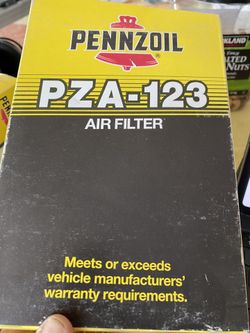 PENNZOIL
®
PZA-123
AIR FILTER
Meets or exceeds
vehicle manufacturers'
warranty requirements.